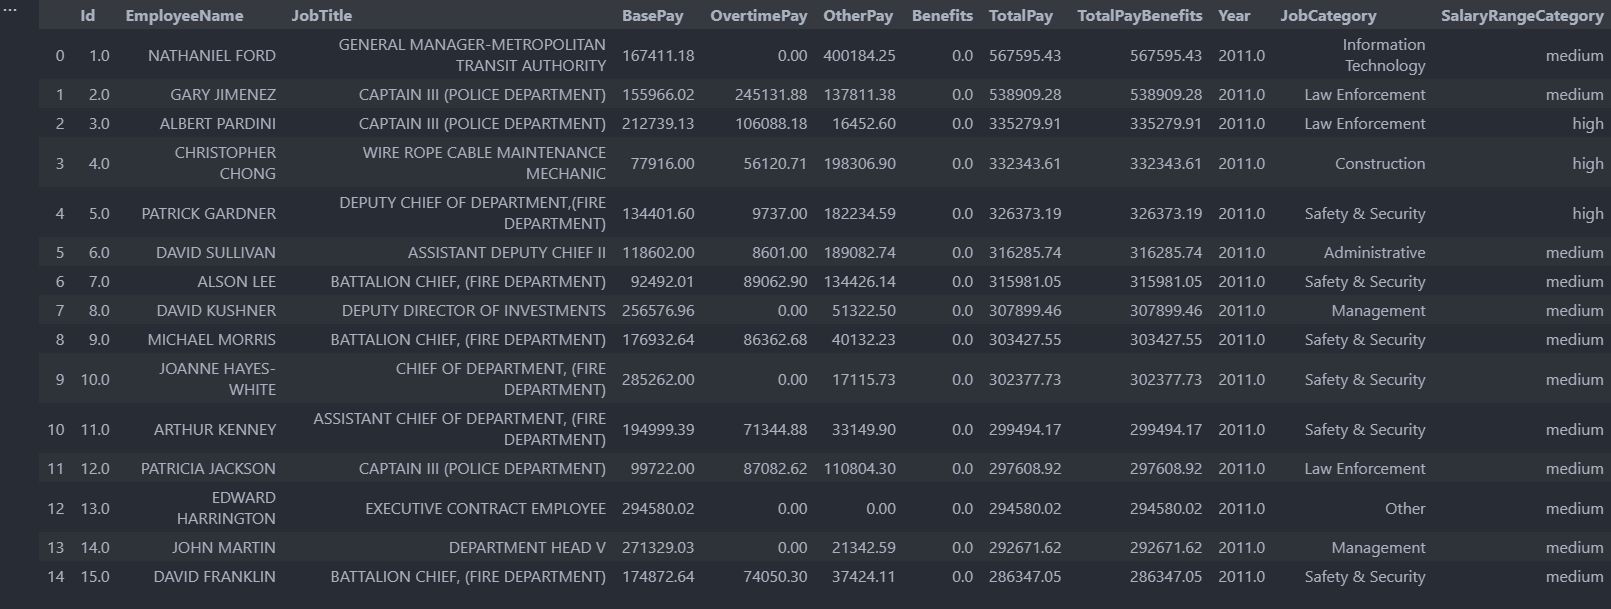 ...
Id EmployeeName JobTitle BasePay OvertimePay OtherPay Benefits TotalPay TotalPayBenefits Year JobCategory SalaryRangeCategory
GENERAL MANAGER-METROPOLITAN Information
0 1.0 NATHANIEL FORD 167411.18 0.00 400184.25 0.0 567595.43 567595.43 2011.0 medium
TRANSIT AUTHORITY Technology
1 2.0 GARY JIMENEZ CAPTAIN III (POLICE DEPARTMENT) 155966.02 245131.88 137811.38 0.0 538909.28 538909.28 2011.0 Law Enforcement medium
2 3.0 ALBERT PARDINI CAPTAIN III (POLICE DEPARTMENT) 212739.13 106088.18 16452.60 0.0 335279.91 335279.91 2011.0 Law Enforcement high
CHRISTOPHER WIRE ROPE CABLE MAINTENANCE
3 4.0 77916.00 56120.71 198306.90 0.0 332343.61 332343.61 2011.0 Construction high
CHONG MECHANIC
DEPUTY CHIEF OF DEPARTMENT,(FIRE
4 5.0 PATRICK GARDNER 134401.60 9737.00 182234.59 0.0 326373.19 326373.19 2011.0 Safety & Security high
DEPARTMENT)
5 6.0 DAVID SULLIVAN ASSISTANT DEPUTY CHIEF II 118602.00 8601.00 189082.74 0.0 316285.74 316285.74 2011.0 Administrative medium
6 7.0 ALSON LEE BATTALION CHIEF, (FIRE DEPARTMENT) 92492.01 89062.90 134426.14 0.0 315981.05 315981.05 2011.0 Safety & Security medium
7 8.0 DAVID KUSHNER DEPUTY DIRECTOR OF INVESTMENTS 256576.96 0.00 51322.50 0.0 307899.46 307899.46 2011.0 Management medium
8 9.0 MICHAEL MORRIS BATTALION CHIEF, (FIRE DEPARTMENT) 176932.64 86362.68 40132.23 0.0 303427.55 303427.55 2011.0 Safety & Security medium
JOANNE HAYES- CHIEF OF DEPARTMENT, (FIRE
9 10.0 285262.00 0.00 17115.73 0.0 302377.73 302377.73 2011.0 Safety & Security medium
WHITE DEPARTMENT)
ASSISTANT CHIEF OF DEPARTMENT, (FIRE
10 11.0 ARTHUR KENNEY 194999.39 71344.88 33149.90 0.0 299494.17 299494.17 2011.0 Safety & Security medium
DEPARTMENT)
11 12.0 PATRICIA JACKSON CAPTAIN III (POLICE DEPARTMENT) 99722.00 87082.62 110804.30 0.0 297608.92 297608.92 2011.0 Law Enforcement medium
EDWARD
12 13.0 EXECUTIVE CONTRACT EMPLOYEE 294580.02 0.00 0.00 0.0 294580.02 294580.02 2011.0 Other medium
HARRINGTON
13 14.0 JOHN MARTIN DEPARTMENT HEAD V 271329.03 0.00 21342.59 0.0 292671.62 292671.62 2011.0 Management medium
14 15.0 DAVID FRANKLIN BATTALION CHIEF, (FIRE DEPARTMENT) 174872.64 74050.30 37424.11 0.0 286347.05 286347.05 2011.0 Safety & Security medium